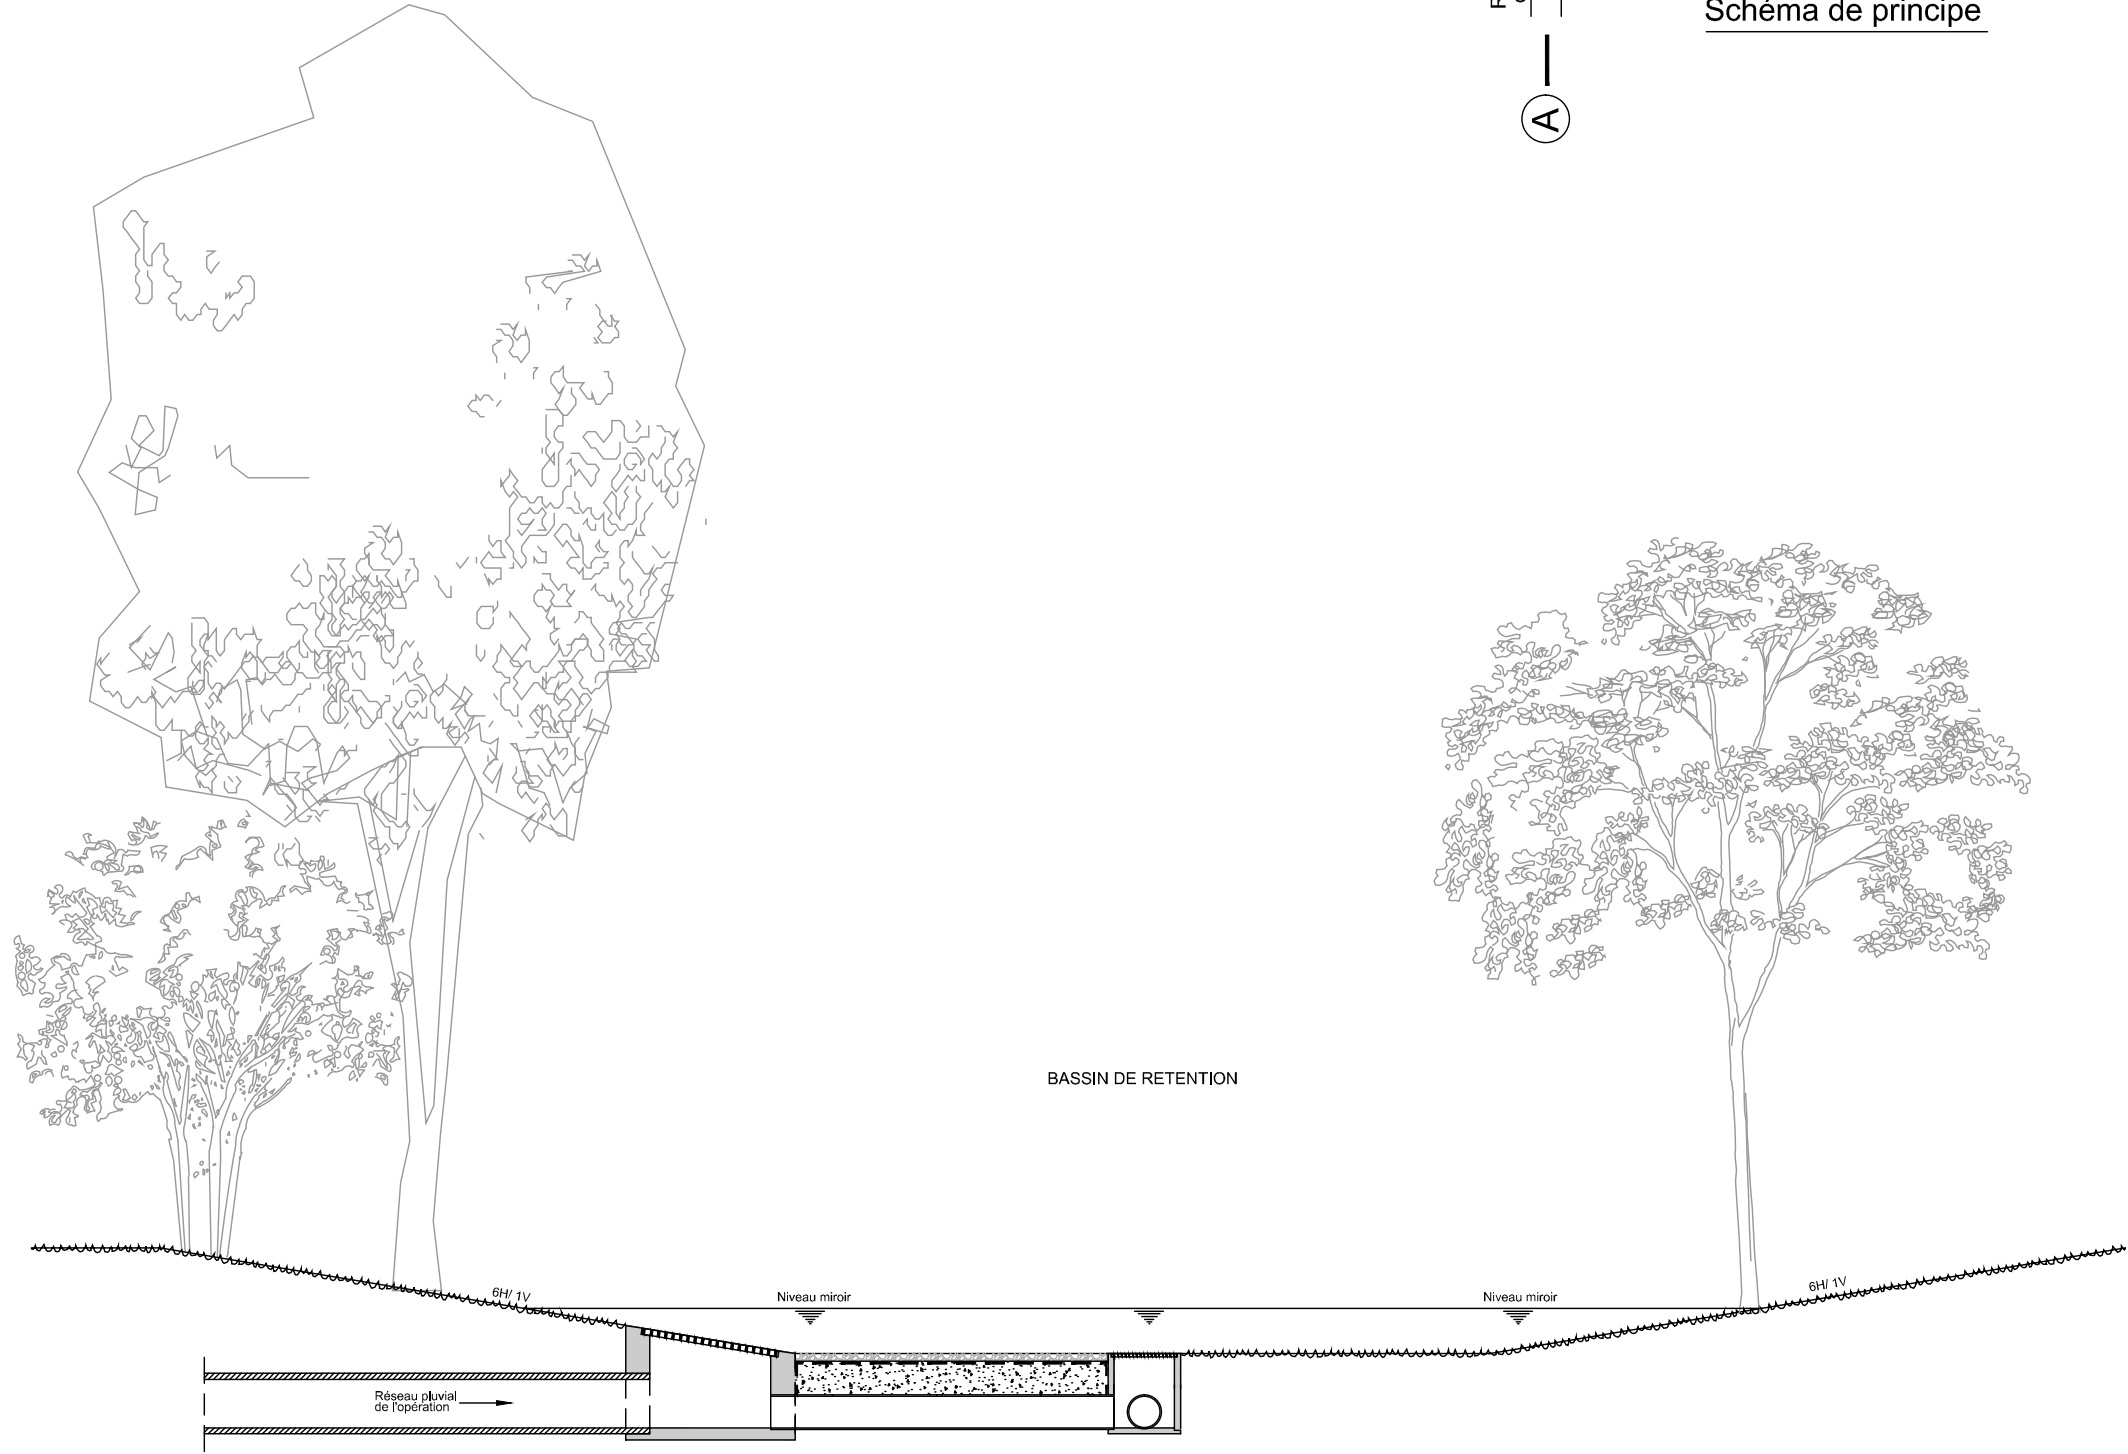 Schéma de principe
A
BASSIN DE RETENTION
6H/ 1V
Niveau miroir
Niveau miroir
6H/ 1V
Réseau pluvial
de l'opération